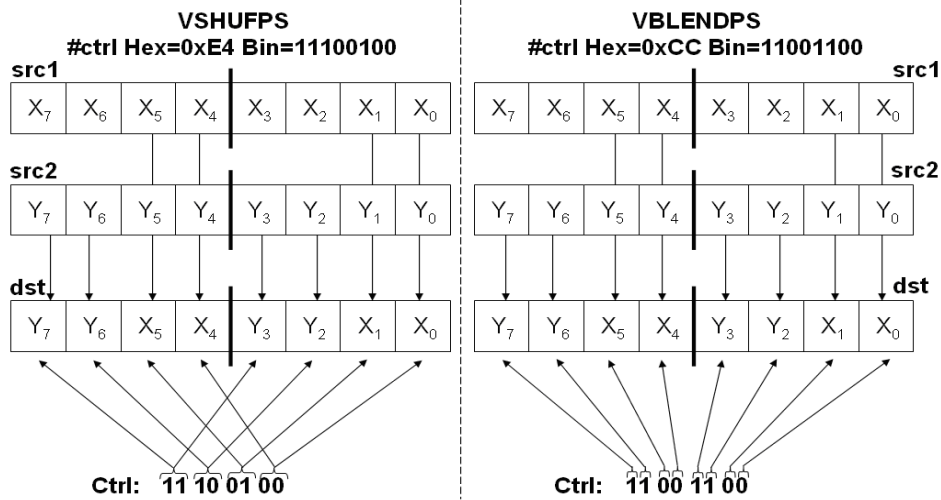 VSHUFPS
#ctrl Hex=0xE4 Bin=11100100
src1
X7 X6 X5 X4 X3 X2 X1 X0
src2
Y7 Y6 Y5 Y4 Y3 Y2 Y1 Y0
dst
Y7 Y6 X5 X4 Y3 Y2 X1 X0
Ctrl: 11 10 01 00
VBLENDPS
#ctrl Hex=0xCC Bin=11001100
src1
X7 X6 X5 X4 X3 X2 X1 X0
src2
Y7 Y6 Y5 Y4 Y3 Y2 Y1 Y0
dst
Y7 Y6 X5 X4 Y3 Y2 X1 X0
Ctrl: 11 00 11 00